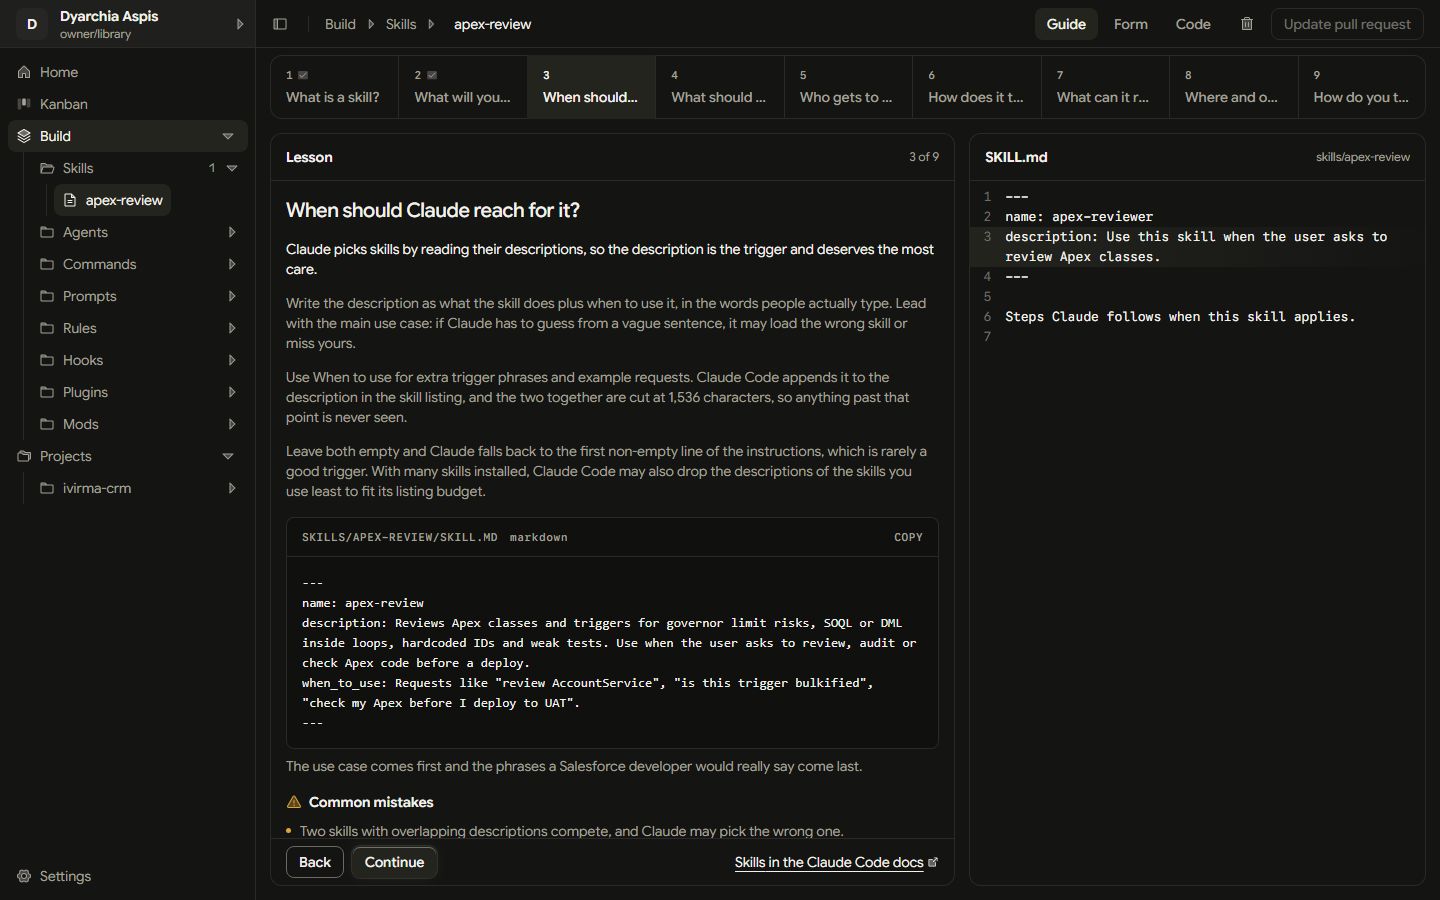 D
Dyarchia Aspis
owner/library
Home
Kanban
Build
Skills 1
apex-review
Agents
Commands
Prompts
Rules
Hooks
Plugins
Mods
Projects
ivirma-crm
Settings
Build Skills apex-review
Guide Form Code Update pull request
1
What is a skill?
2
What will you...
3
When should...
4
What should ...
5
Who gets to ...
6
How does it t...
7
What can it r...
8
Where and o...
9
How do you t...
Lesson 3 of 9
When should Claude reach for it?
Claude picks skills by reading their descriptions, so the description is the trigger and deserves the most
care.
Write the description as what the skill does plus when to use it, in the words people actually type. Lead
with the main use case: if Claude has to guess from a vague sentence, it may load the wrong skill or
miss yours.
Use When to use for extra trigger phrases and example requests. Claude Code appends it to the
description in the skill listing, and the two together are cut at 1,536 characters, so anything past that
point is never seen.
Leave both empty and Claude falls back to the first non-empty line of the instructions, which is rarely a
good trigger. With many skills installed, Claude Code may also drop the descriptions of the skills you
use least to fit its listing budget.
SKILLS/APEX-REVIEW/SKILL.MD markdown COPY
---
name: apex-review
description: Reviews Apex classes and triggers for governor limit risks, SOQL or DML
inside loops, hardcoded IDs and weak tests. Use when the user asks to review, audit or
check Apex code before a deploy.
when_to_use: Requests like "review AccountService", "is this trigger bulkified",
"check my Apex before I deploy to UAT".
---
The use case comes first and the phrases a Salesforce developer would really say come last.
Common mistakes
Two skills with overlapping descriptions compete, and Claude may pick the wrong one.
Back Continue Skills in the Claude Code docs
SKILL.md skills/apex-review
1 ---
2 name: apex-reviewer
3 description: Use this skill when the user asks to
review Apex classes.
4 ---
5
6 Steps Claude follows when this skill applies.
7